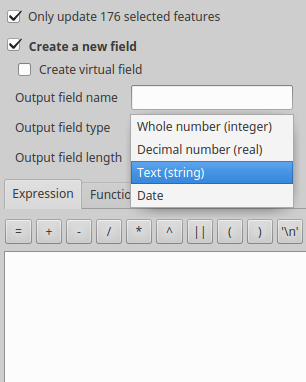 Only update 176 selected features
Create a new field
Create virtual field
Output field name
Output field type
Whole number (integer)
Decimal number (real)
Output field length
Text (string)
Date
Expression
Functio
= + - / * ^ || ( ) '\n'